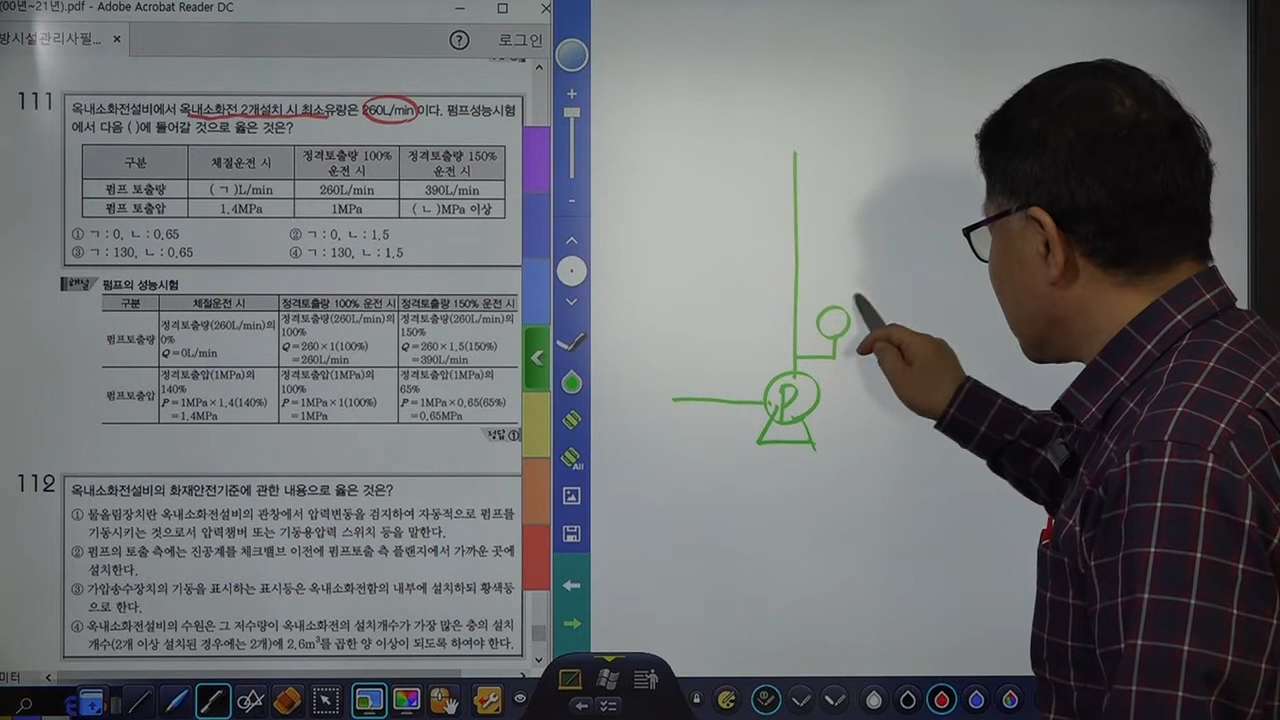 (00년~21년).pdf - Adobe Acrobat Reader DC
방시설관리사필... ×
로그인
111
옥내소화전설비에서 옥내소화전 2개설치 시 최소유량은 260L/min이다. 펌프성능시험
에서 다음 ( )에 들어갈 것으로 옳은 것은?
구분 체절운전 시 정격토출량 100% 운전 시 정격토출량 150% 운전 시
펌프 토출량 (ㄱ)L/min 260L/min 390L/min
펌프 토출압 1.4MPa 1MPa (ㄴ)MPa 이상
① ㄱ:0, ㄴ:0.65 ② ㄱ:0, ㄴ:1.5
③ ㄱ:130, ㄴ:0.65 ④ ㄱ:130, ㄴ:1.5
해설 펌프의 성능시험
구분 체절운전 시 정격토출량 100% 운전 시 정격토출량 150% 운전 시
펌프토출량 정격토출량(260L/min)의 0% Q=0L/min 정격토출량(260L/min)의 100% Q=260×1(100%) =260L/min 정격토출량(260L/min)의 150% Q=260×1.5(150%) =390L/min
펌프토출압 정격토출압(1MPa)의 140% P=1MPa×1.4(140%) =1.4MPa 정격토출압(1MPa)의 100% P=1MPa×1(100%) =1MPa 정격토출압(1MPa)의 65% P=1MPa×0.65(65%) =0.65MPa
정답 ①
112
옥내소화전설비의 화재안전기준에 관한 내용으로 옳은 것은?
① 물올림장치란 옥내소화전설비의 관창에서 압력변동을 검지하여 자동적으로 펌프를
기동시키는 것으로서 압력챔버 또는 기동용압력 스위치 등을 말한다.
② 펌프의 토출 측에는 진공계를 체크밸브 이전에 펌프토출 측 플랜지에서 가까운 곳에
설치한다.
③ 가압송수장치의 기동을 표시하는 표시등은 옥내소화전함의 내부에 설치하되 황색등
으로 한다.
④ 옥내소화전설비의 수원은 그 저수량이 옥내소화전의 설치개수가 가장 많은 층의 설치
개수(2개 이상 설치된 경우에는 2개)에 2.6m³를 곱한 양 이상이 되도록 하여야 한다.
미터
All
P